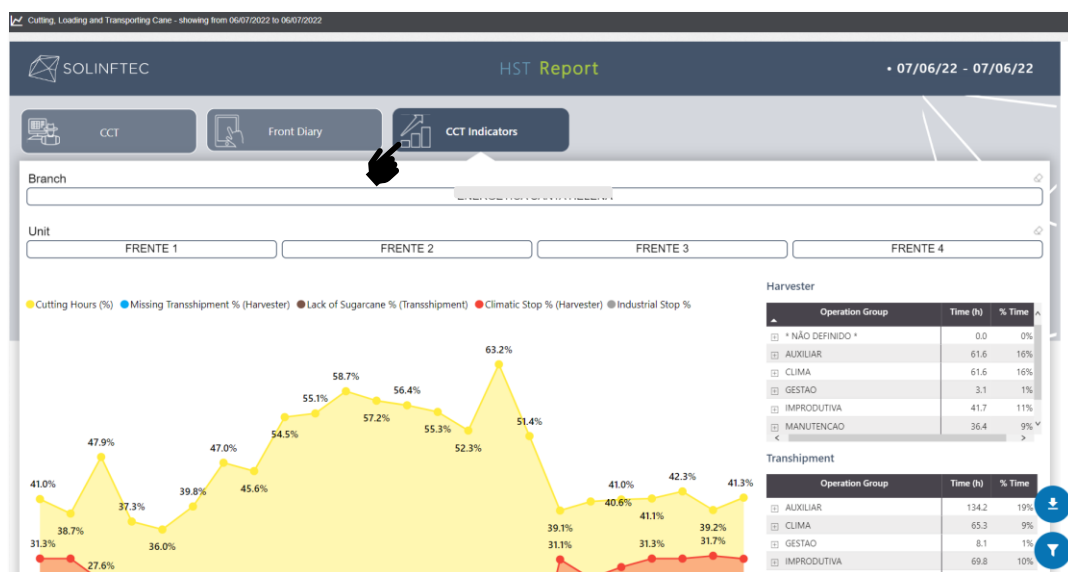 Cutting, Loading and Transporting Cane - showing from 06/07/2022 to 06/07/2022
SOLINFTEC
HST Report
• 07/06/22 - 07/06/22
CCT
Front Diary
CCT Indicators
Branch
Unit
FRENTE 1
FRENTE 2
FRENTE 3
FRENTE 4
Cutting Hours (%) Missing Transshipment % (Harvester) Lack of Sugarcane % (Transshipment) Climatic Stop % (Harvester) Industrial Stop %
63.2%
58.7%
56.4%
55.1%
57.2%
51.4%
55.3%
54.5%
52.3%
47.9%
47.0%
41.0%
45.6%
39.8%
37.3%
42.3%
41.0%
41.3%
40.6%
41.1%
38.7%
39.1%
39.2%
36.0%
31.3%
31.1%
31.3%
31.7%
27.6%
Harvester
Operation Group Time (h) % Time
* NÃO DEFINIDO * 0.0 0%
AUXILIAR 61.6 16%
CLIMA 61.6 16%
GESTAO 3.1 1%
IMPRODUTIVA 41.7 11%
MANUTENCAO 36.4 9%
Transhipment
Operation Group Time (h) % Time
AUXILIAR 134.2 19%
CLIMA 65.3 9%
GESTAO 8.1 1%
IMPRODUTIVA 69.8 10%